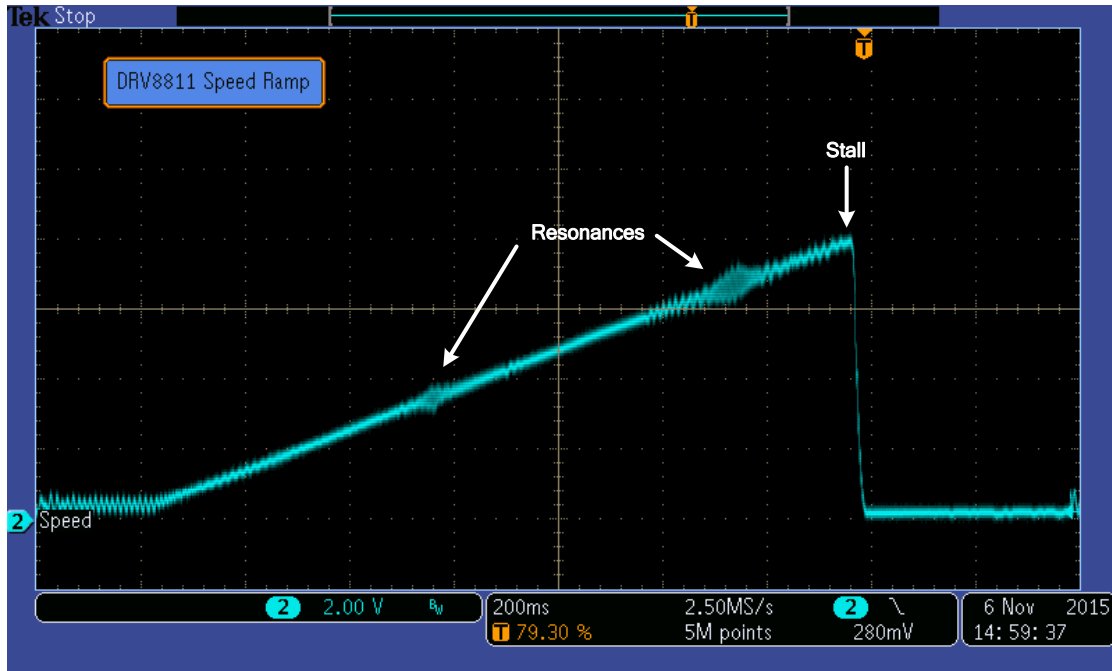 Tek Stop
T
T
DRV8811 Speed Ramp
Stall
Resonances
2 Speed
2 2.00 V BW
200ms 2.50MS/s 2 \
T 79.30 % 5M points 280mV
6 Nov 2015
14:59:37